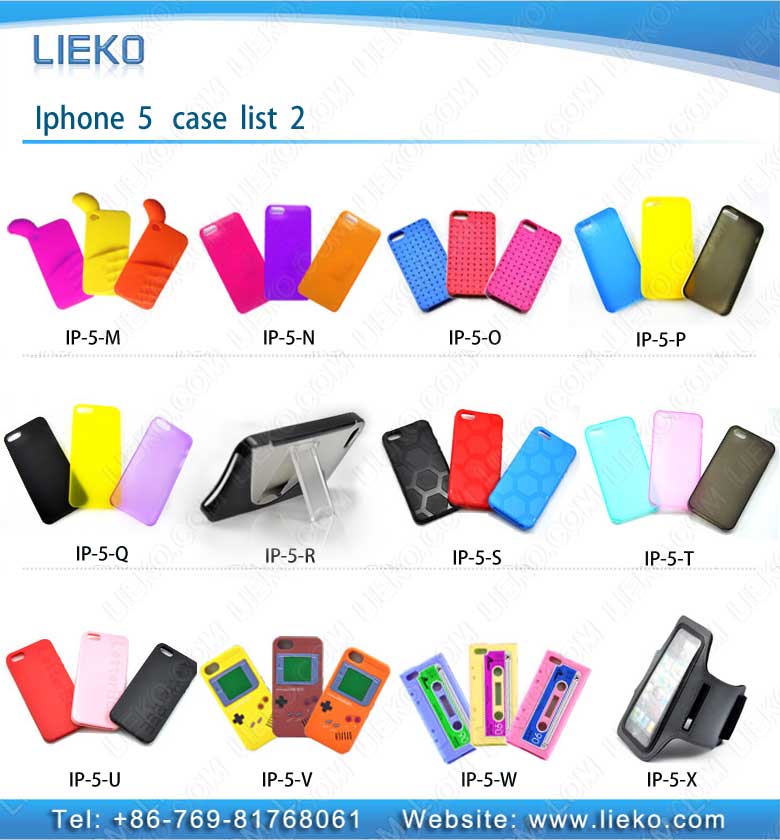 LIEKO
Iphone 5 case list 2
IP-5-M IP-5-N IP-5-O IP-5-P
IP-5-Q IP-5-R IP-5-S IP-5-T
IP-5-U IP-5-V IP-5-W IP-5-X
Tel: +86-769-81768061 Website: www.lieko.com